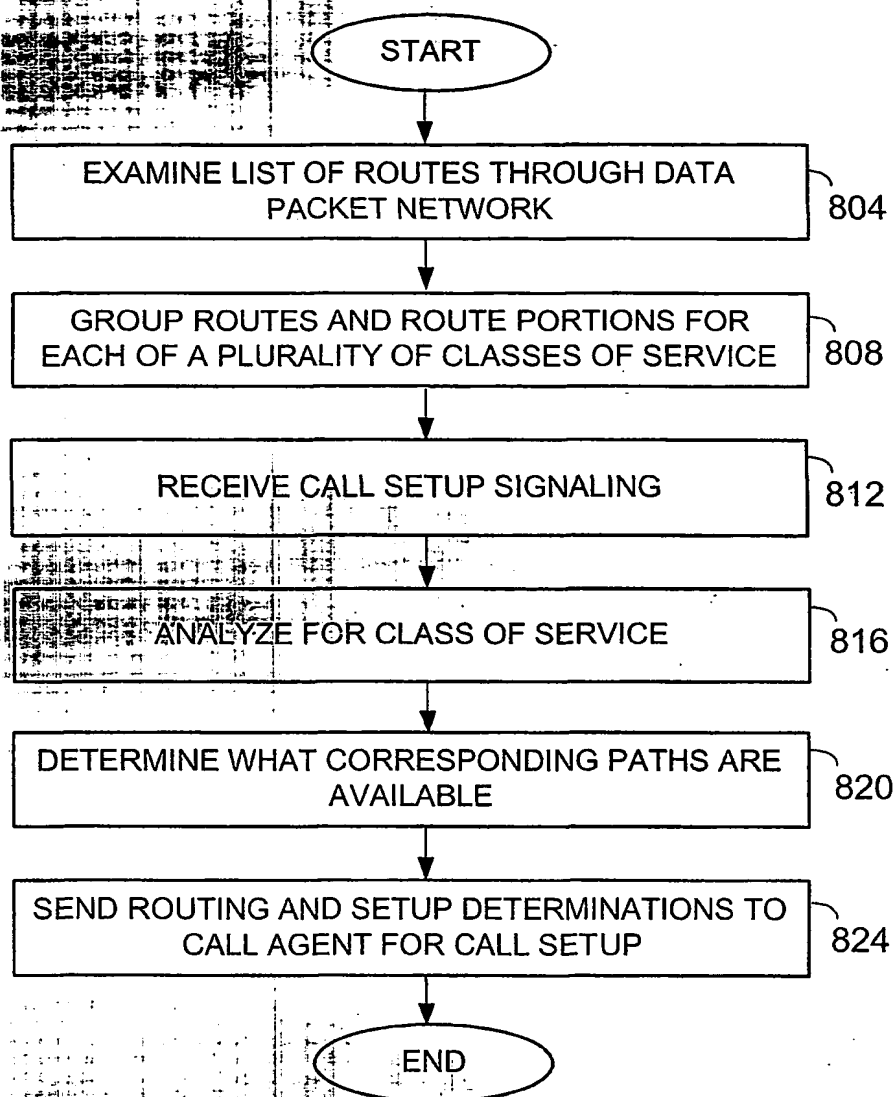 START
EXAMINE LIST OF ROUTES THROUGH DATA
PACKET NETWORK
804
GROUP ROUTES AND ROUTE PORTIONS FOR
EACH OF A PLURALITY OF CLASSES OF SERVICE
808
RECEIVE CALL SETUP SIGNALING
812
ANALYZE FOR CLASS OF SERVICE
816
DETERMINE WHAT CORRESPONDING PATHS ARE
AVAILABLE
820
SEND ROUTING AND SETUP DETERMINATIONS TO
CALL AGENT FOR CALL SETUP
824
END